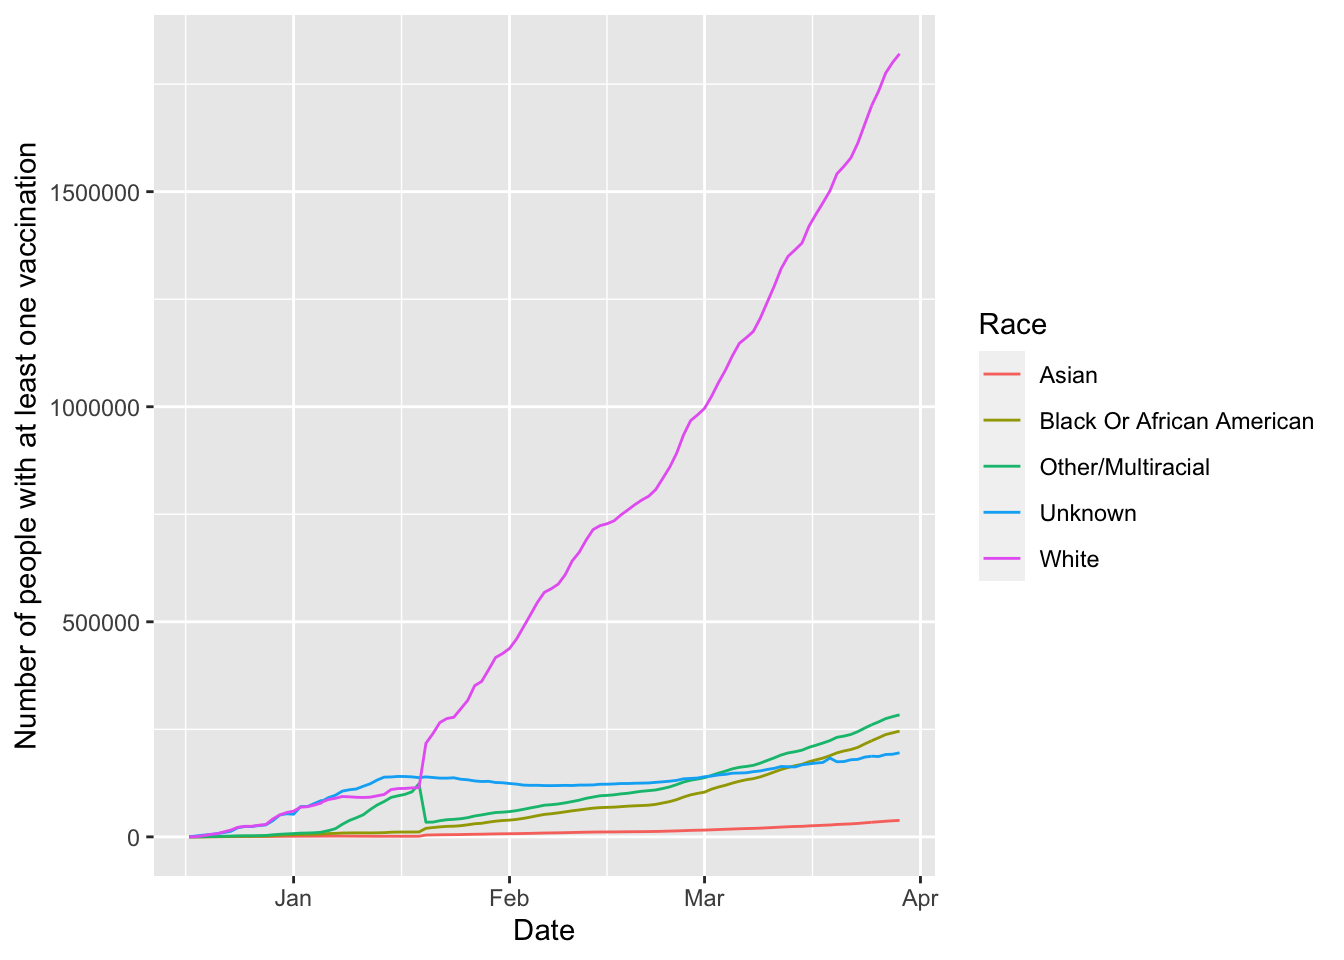 Number of people with at least one vaccination
1500000
1000000
500000
0
Jan Feb Mar Apr
Date
Race
Asian
Black Or African American
Other/Multiracial
Unknown
White